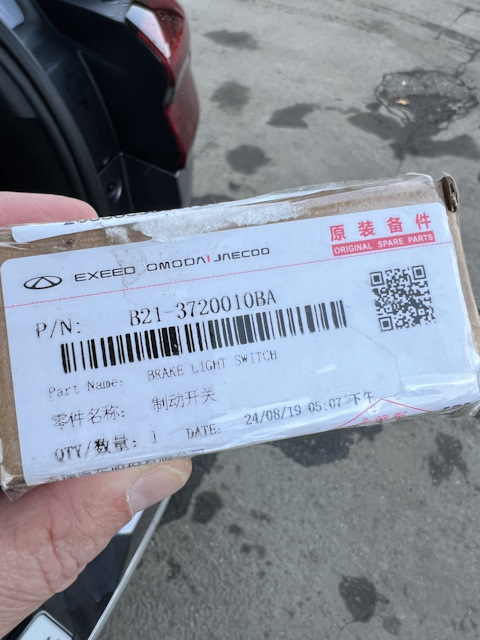 EXEED OMODA JAECOO
原装备件
ORIGINAL SPARE PARTS
P/N: B21-3720010BA
Part Name: BRAKE LIGHT SWITCH
零件名称: 制动开关
QTY/数量: 1 DATE: 24/08/19 05:07 下午